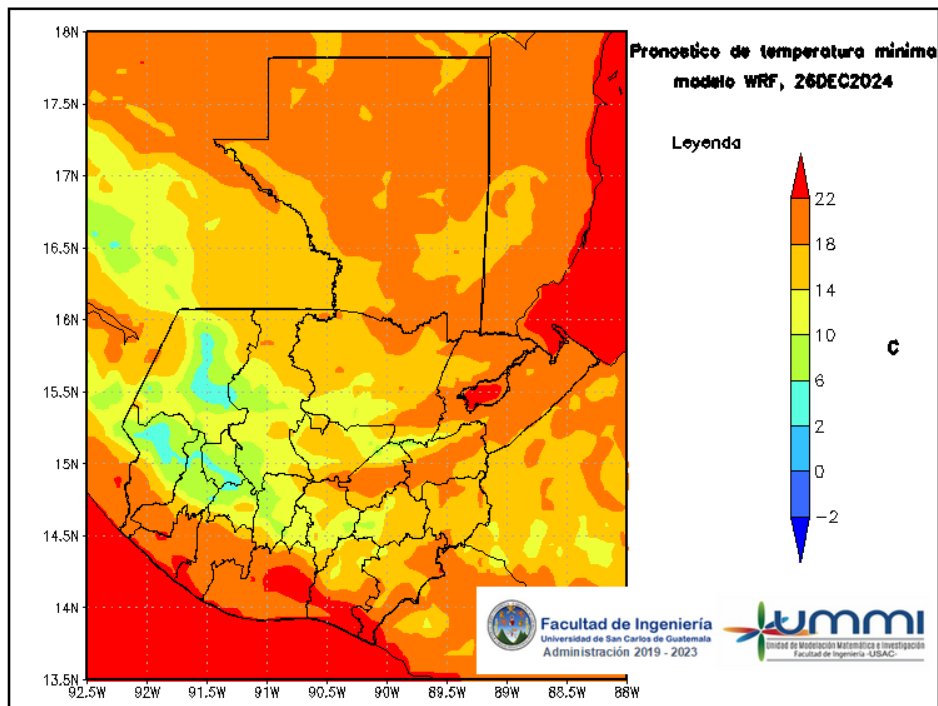 Pronostico de temperatura minima
modelo WRF, 26DEC2024
Leyenda
22
18
14
10
6
2
0
−2
C
18N
17.5N
17N
16.5N
16N
15.5N
15N
14.5N
14N
13.5N
92.5W
92W
91.5W
91W
90.5W
90W
89.5W
89W
88.5W
88W
Facultad de Ingeniería
Universidad de San Carlos de Guatemala
Administración 2019 - 2023
ummi
Unidad de Modelación Matemática e Investigación
Facultad de Ingeniería -USAC-